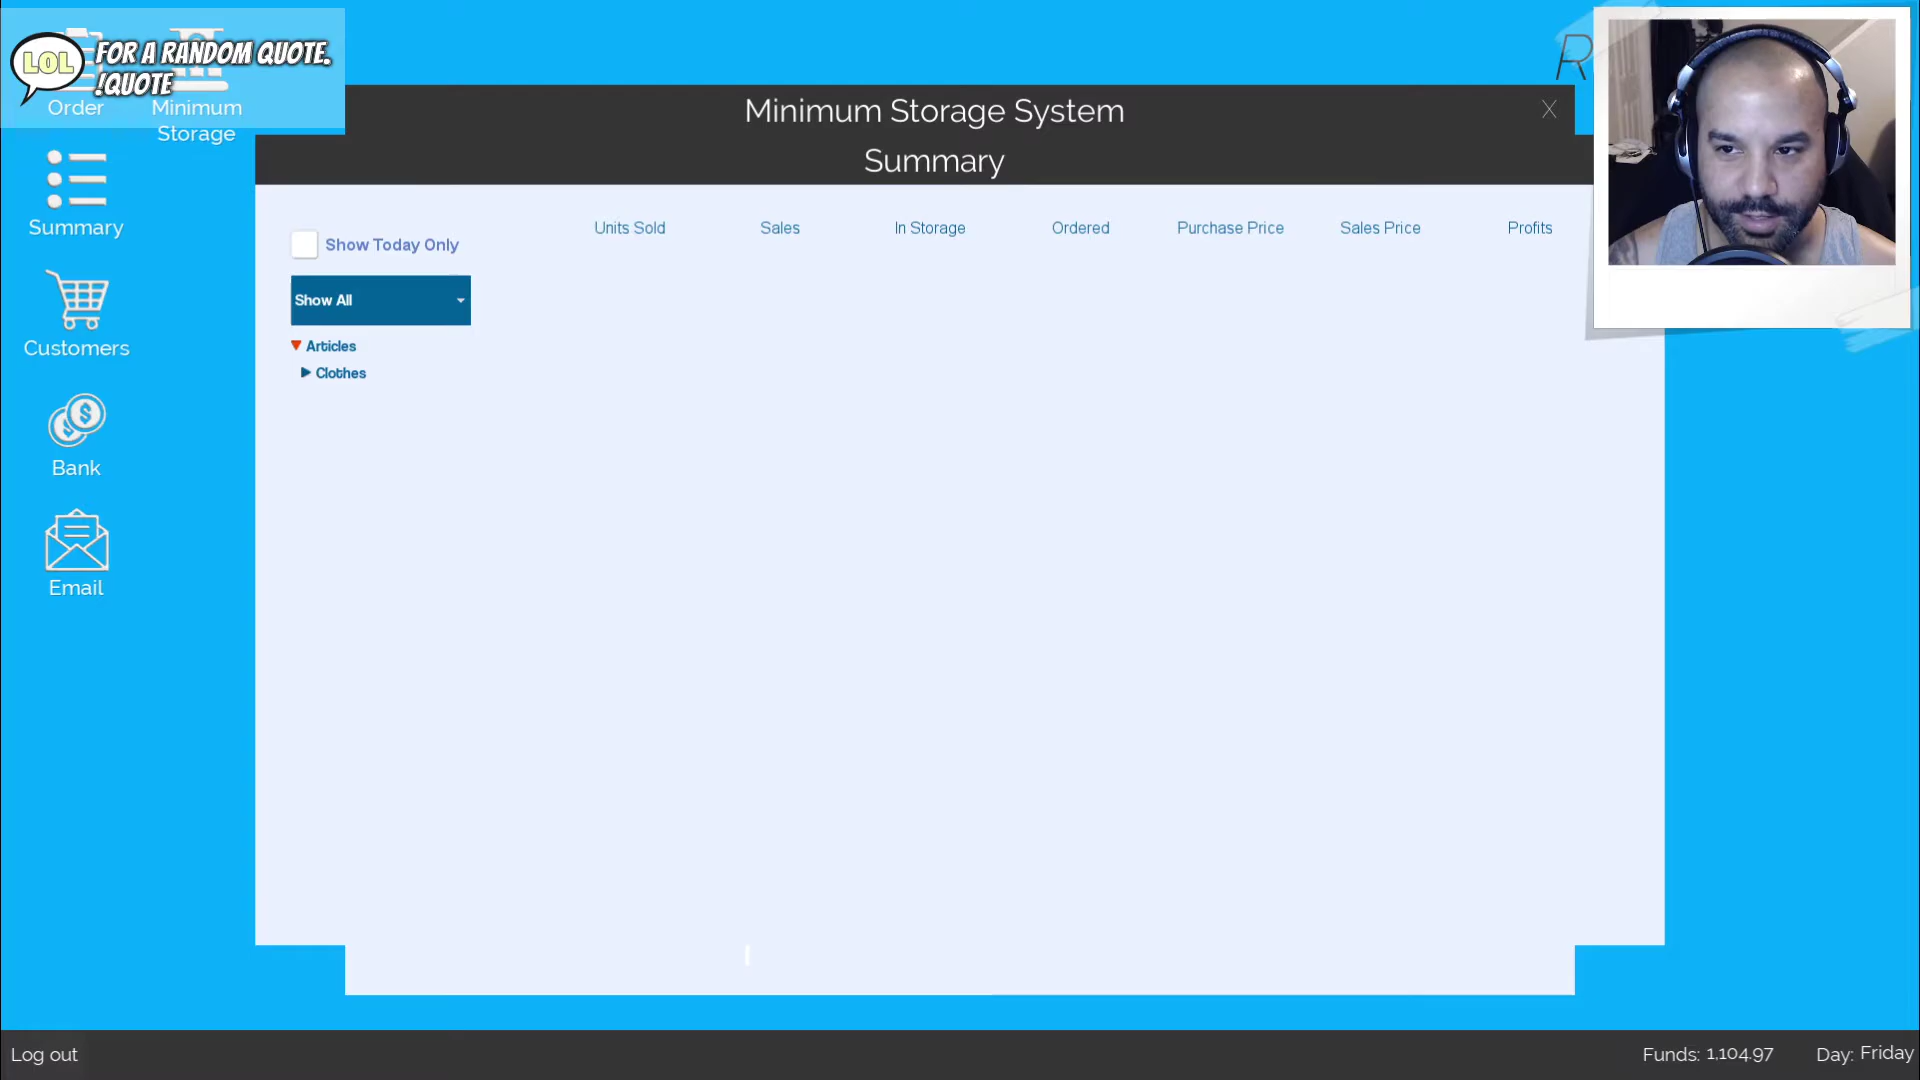 LOL
FOR A RANDOM QUOTE.
!QUOTE
Order
Minimum
Storage
Summary
Customers
Bank
Email
Minimum Storage System
X
Summary
Show Today Only
Units Sold
Sales
In Storage
Ordered
Purchase Price
Sales Price
Profits
Show All
Articles
Clothes
R
Log out
Funds: 1,104.97
Day: Friday